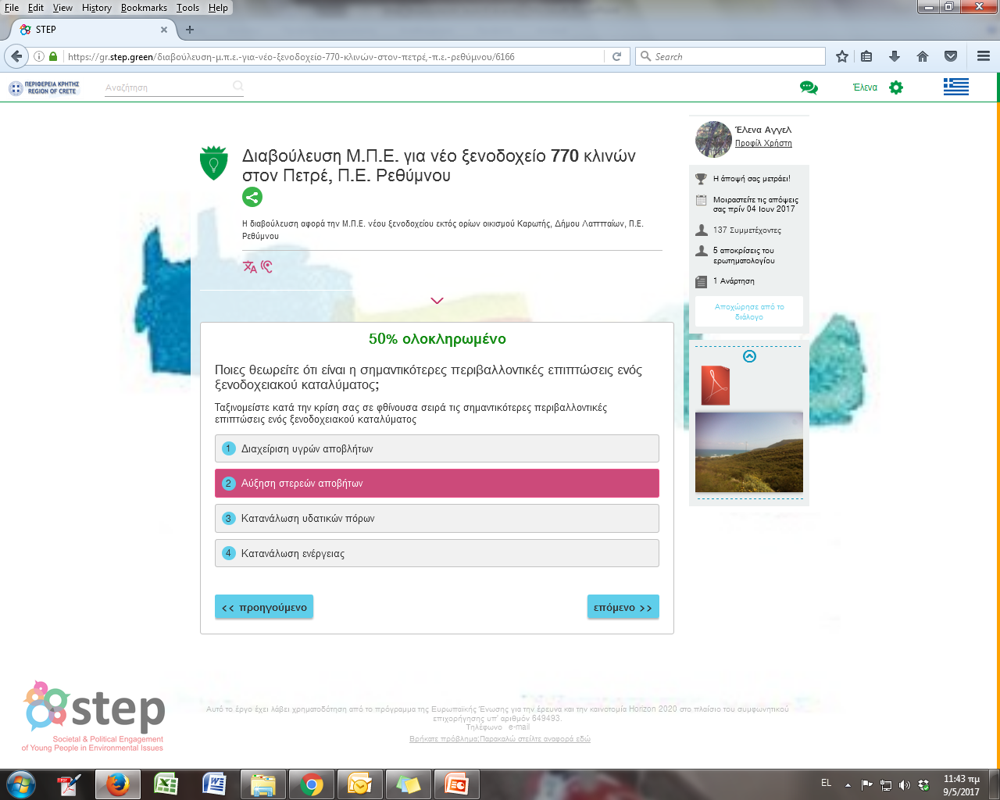 File Edit View History Bookmarks Tools Help
STEP
https://gr.step.green/διαβούλευση-μ.π.ε.-για-νέο-ξενοδοχείο-770-κλινών-στον-πετρέ,-π.ε.-ρεθύμνου/6166
Search
ΠΕΡΙΦΕΡΕΙΑ ΚΡΗΤΗΣ
REGION OF CRETE
Αναζήτηση
Έλενα
Διαβούλευση Μ.Π.Ε. για νέο ξενοδοχείο 770 κλινών
στον Πετρέ, Π.Ε. Ρεθύμνου
Η διαβούλευση αφορά την Μ.Π.Ε. νέου ξενοδοχείου εκτός ορίων οικισμού Καρωτής, Δήμου Λαππταίων, Π.Ε.
Ρεθύμνου
50% ολοκληρωμένο
Ποιες θεωρείτε ότι είναι η σημαντικότερες περιβαλλοντικές επιπτώσεις ενός
ξενοδοχειακού καταλύματος;
Ταξινομείστε κατά την κρίση σας σε φθίνουσα σειρά τις σημαντικότερες περιβαλλοντικές
επιπτώσεις ενός ξενοδοχειακού καταλύματος
1 Διαχείριση υγρών αποβλήτων
2 Αύξηση στερεών αποβήτων
3 Κατανάλωση υδατικών πόρων
4 Κατανάλωση ενέργειας
<< προηγούμενο
επόμενο >>
Έλενα Αγγελ
Προφίλ Χρήστη
Η άποψή σας μετράει!
Μοιραστείτε τις απόψεις
σας πρίν 04 Ιουν 2017
137 Συμμετέχοντες
5 αποκρίσεις του
ερωτηματολογίου
1 Ανάρτηση
Αποχώρησε από το
διάλογο
step
Societal & Political Engagement
of Young People in Environmental Issues
Αυτό το έργο έχει λάβει χρηματοδότηση από το πρόγραμμα της Ευρωπαϊκής Ένωσης για την έρευνα και την καινοτομία Horizon 2020 στο πλαίσιο του συμφωνητικού
επιχορήγησης υπ' αριθμόν 649493.
Τηλέφωνο e-mail
Βρήκατε πρόβλημα;Παρακαλώ στείλτε αναφορά εδώ
EL
11:43 πμ
9/5/2017